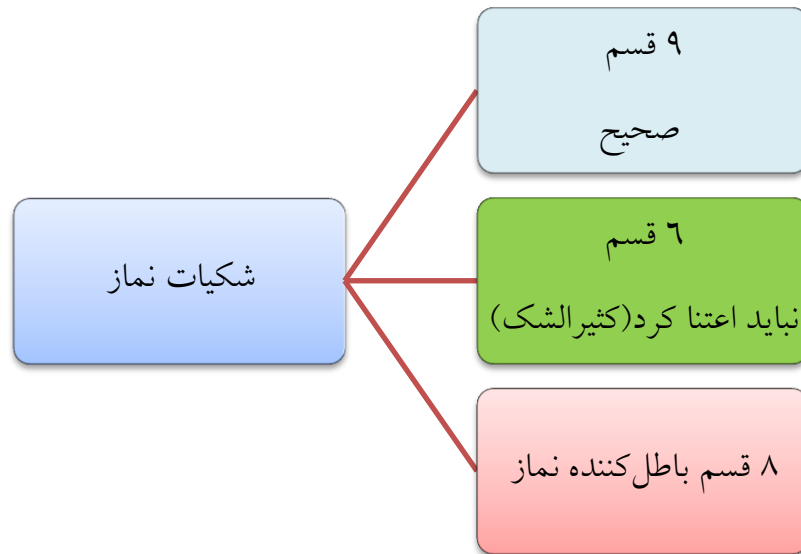 شکیات نماز
۹ قسم
صحیح
۶ قسم
نباید اعتنا کرد(کثیرالشک)
۸ قسم باطل‌کننده نماز